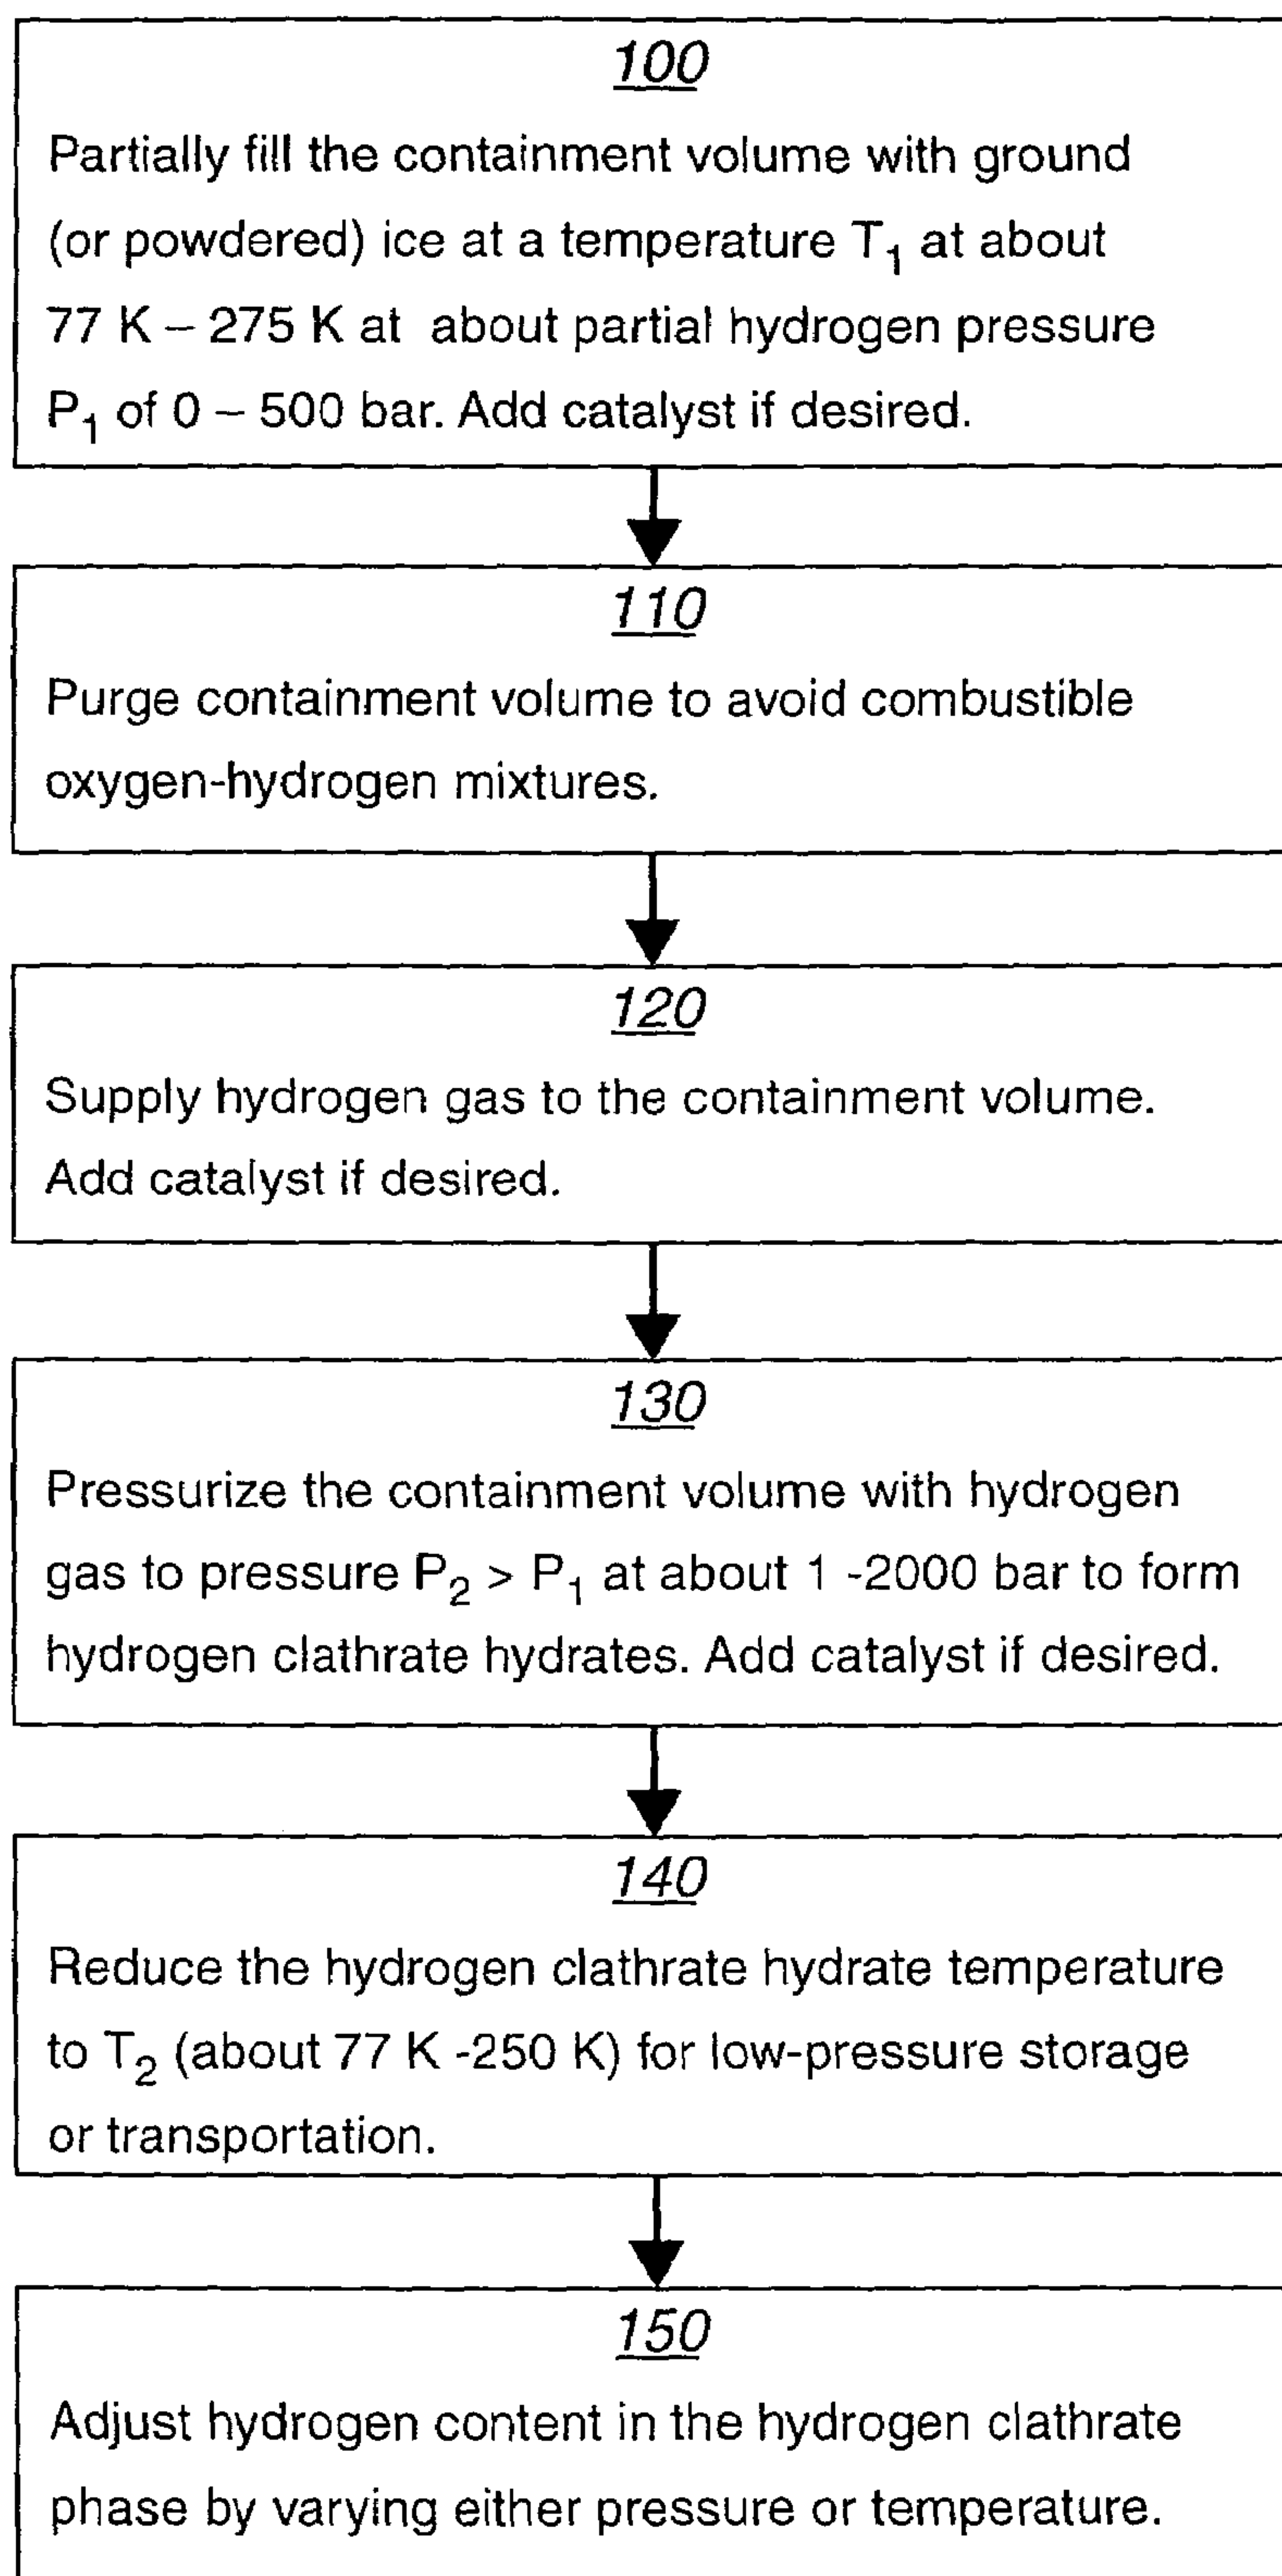 100
Partially fill the containment volume with ground
(or powdered) ice at a temperature T₁ at about
77 K – 275 K at about partial hydrogen pressure
P₁ of 0 – 500 bar. Add catalyst if desired.
110
Purge containment volume to avoid combustible
oxygen-hydrogen mixtures.
120
Supply hydrogen gas to the containment volume.
Add catalyst if desired.
130
Pressurize the containment volume with hydrogen
gas to pressure P₂ > P₁ at about 1 -2000 bar to form
hydrogen clathrate hydrates. Add catalyst if desired.
140
Reduce the hydrogen clathrate hydrate temperature
to T₂ (about 77 K -250 K) for low-pressure storage
or transportation.
150
Adjust hydrogen content in the hydrogen clathrate
phase by varying either pressure or temperature.